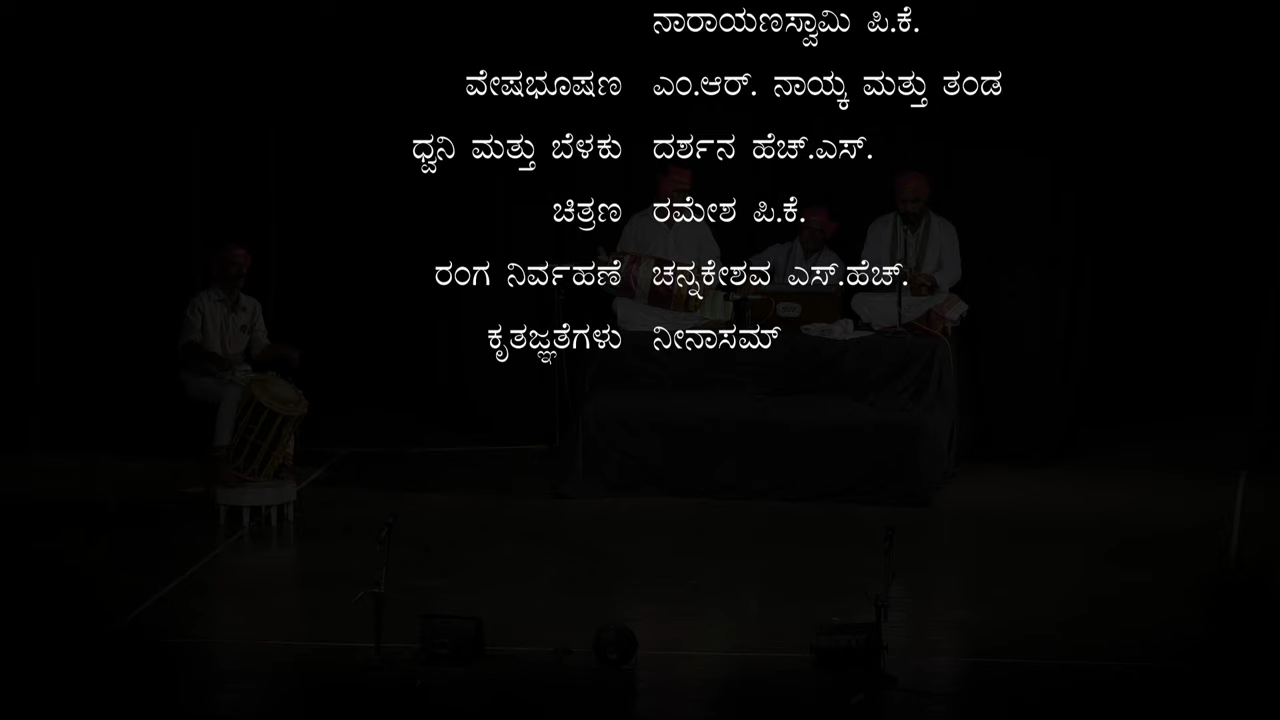 ನಾರಾಯಣಸ್ವಾಮಿ ಪಿ.ಕೆ.
ವೇಷಭೂಷಣ ಎಂ.ಆರ್. ನಾಯ್ಕ ಮತ್ತು ತಂಡ
ಧ್ವನಿ ಮತ್ತು ಬೆಳಕು ದರ್ಶನ ಹೆಚ್.ಎಸ್.
ಚಿತ್ರಣ ರಮೇಶ ಪಿ.ಕೆ.
ರಂಗ ನಿರ್ವಹಣೆ ಚನ್ನಕೇಶವ ಎಸ್.ಹೆಚ್.
ಕೃತಜ್ಞತೆಗಳು ನೀನಾಸಮ್